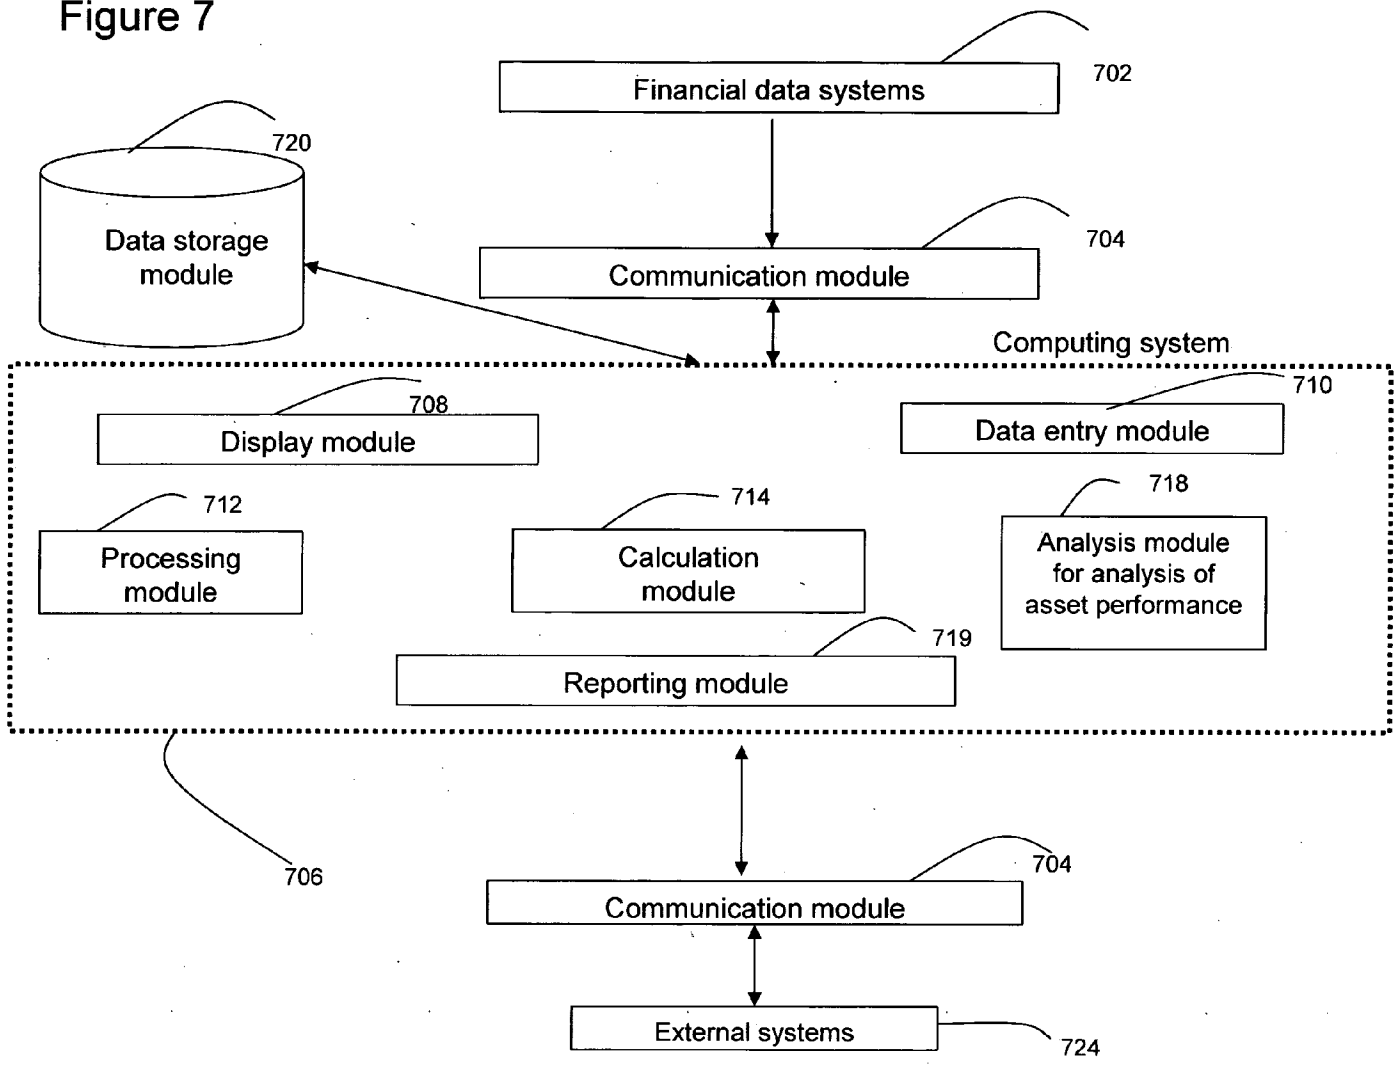 Figure 7
702
Financial data systems
720
Data storage
module
704
Communication module
Computing system
708
Display module
710
Data entry module
712
Processing
module
714
Calculation
module
718
Analysis module
for analysis of
asset performance
719
Reporting module
706
704
Communication module
External systems
724